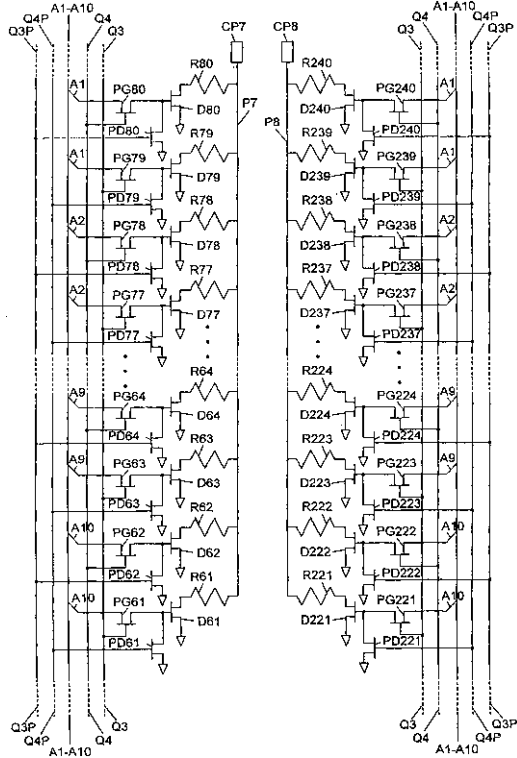 A1-A10 A1-A10
Q4P Q4 Q4 Q4P
Q3P Q3 CP7 CP8 Q3 Q3P
R80 R240
A1 PG80 PG240 A1
P7 D80 D240
PD80 R79 P8 R239 PD240
A1 PG79 PG239 A1
D79 D239
PD79 R78 R238 PD239
A2 PG78 PG238 A2
D78 D238
PD78 R77 R237 PD238
A2 PG77 PG237 A2
D77 D237
PD77 PD237
R64 R224
A9 PG64 PG224 A9
D64 D224
PD64 R63 R223 PD224
A9 PG63 PG223 A9
D63 D223
PD63 R62 R222 PD223
A10 PG62 PG222 A10
D62 D222
PD62 R61 R221 PD222
A10 PG61 PG221 A10
D61 D221
PD61 PD221
Q3P Q3 Q3 Q3P
Q4P Q4 Q4 Q4P
A1-A10 A1-A10